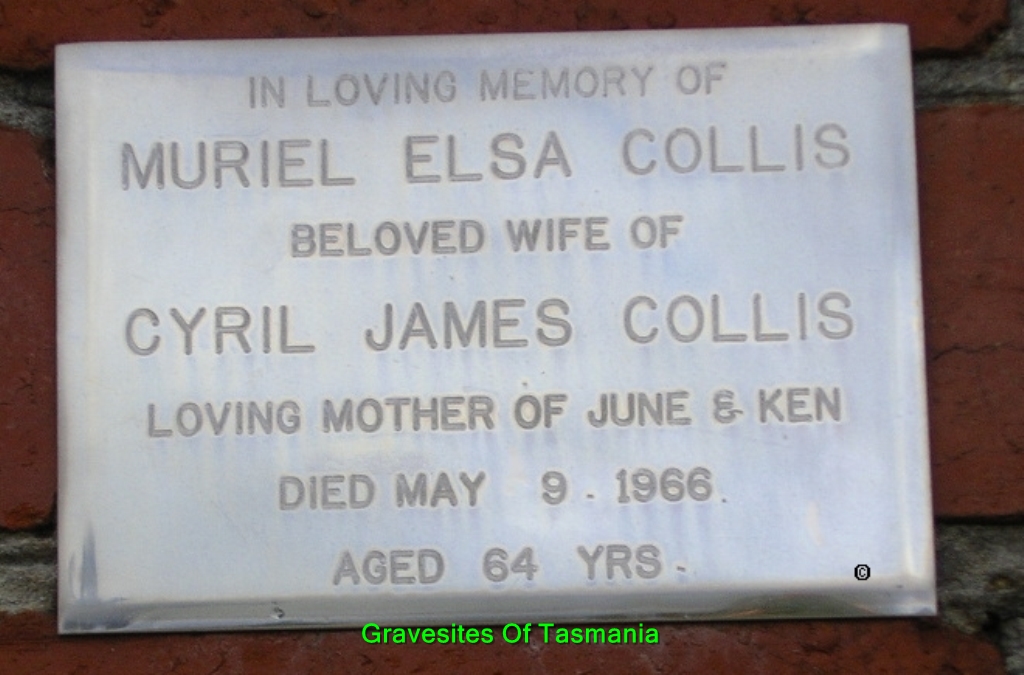 IN LOVING MEMORY OF
MURIEL ELSA COLLIS
BELOVED WIFE OF
CYRIL JAMES COLLIS
LOVING MOTHER OF JUNE & KEN
DIED MAY 9. 1966.
AGED 64 YRS.
©
Gravesites Of Tasmania